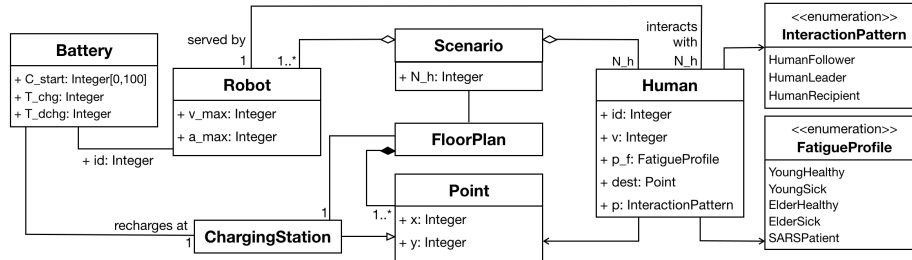 Battery
+ C_start: Integer[0,100]
+ T_chg: Integer
+ T_dchg: Integer
+ id: Integer
served by
1
1..*
Robot
+ v_max: Integer
+ a_max: Integer
Scenario
+ N_h: Integer
FloorPlan
interacts
with
N_h
N_h
Human
+ id: Integer
+ v: Integer
+ p_f: FatigueProfile
+ dest: Point
+ p: InteractionPattern
<<enumeration>>
InteractionPattern
HumanFollower
HumanLeader
HumanRecipient
<<enumeration>>
FatigueProfile
YoungHealthy
YoungSick
ElderHealthy
ElderSick
SARSPatient
recharges at
1
1
ChargingStation
1..*
Point
+ x: Integer
+ y: Integer